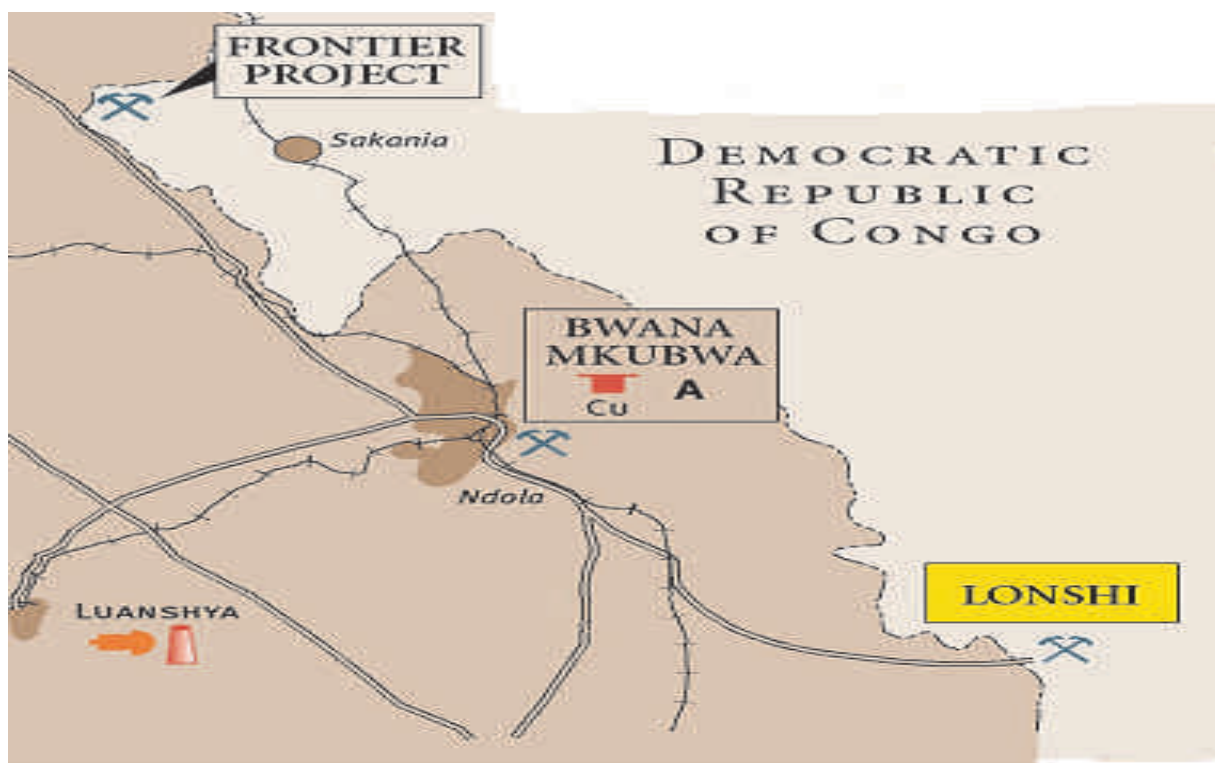 FRONTIER
PROJECT
Sakania
DEMOCRATIC
REPUBLIC
OF CONGO
BWANA
MKUBWA
Cu A
Ndola
LONSHI
LUANSHYA